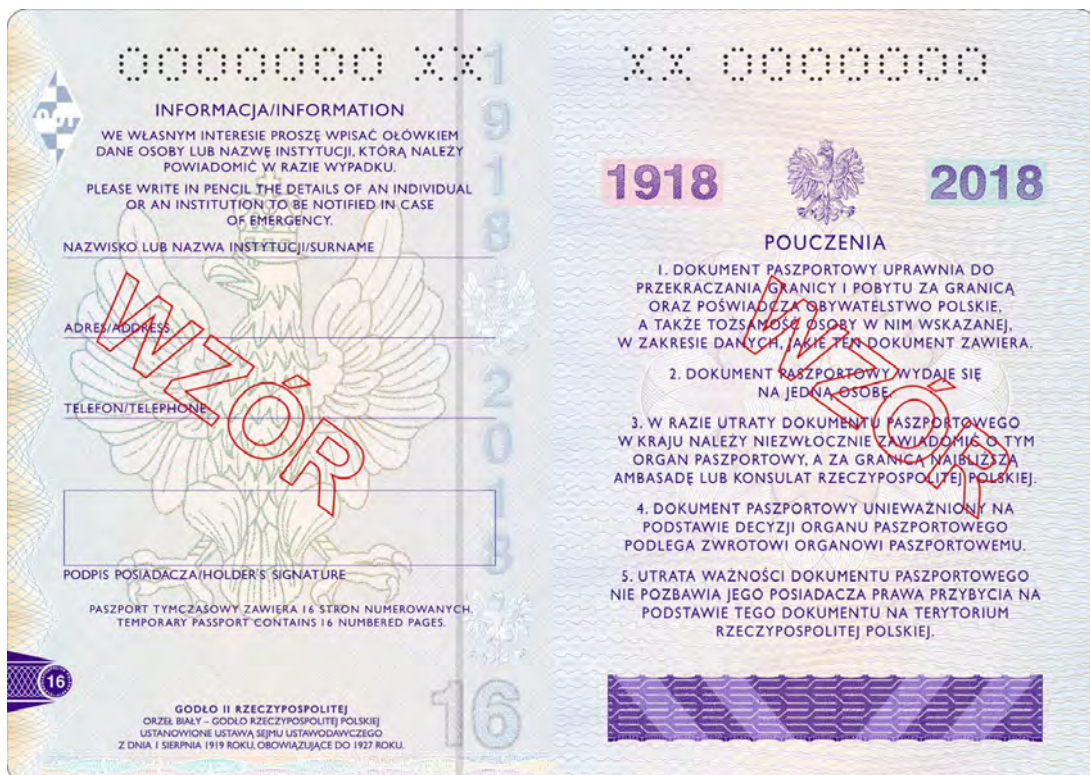 0000000 XX
INFORMACJA/INFORMATION
WE WŁASNYM INTERESIE PROSZĘ WPISAĆ OŁÓWKIEM
DANE OSOBY LUB NAZWĘ INSTYTUCJI, KTÓRĄ NALEŻY
POWIADOMIĆ W RAZIE WYPADKU.
PLEASE WRITE IN PENCIL THE DETAILS OF AN INDIVIDUAL
OR AN INSTITUTION TO BE NOTIFIED IN CASE
OF EMERGENCY.
NAZWISKO LUB NAZWA INSTYTUCJI/SURNAME
ADRES/ADDRESS
TELEFON/TELEPHONE
WZÓR
PODPIS POSIADACZA/HOLDER'S SIGNATURE
PASZPORT TYMCZASOWY ZAWIERA 16 STRON NUMEROWANYCH.
TEMPORARY PASSPORT CONTAINS 16 NUMBERED PAGES.
16
GODŁO II RZECZYPOSPOLITEJ
ORZEŁ BIAŁY – GODŁO RZECZYPOSPOLITEJ POLSKIEJ
USTANOWIONE USTAWĄ SEJMU USTAWODAWCZEGO
Z DNIA 1 SIERPNIA 1919 ROKU, OBOWIĄZUJĄCE DO 1927 ROKU.
1918
2018
16
XX 0000000
1918 2018
POUCZENIA
1. DOKUMENT PASZPORTOWY UPRAWNIA DO
PRZEKRACZANIA GRANICY I POBYTU ZA GRANICĄ
ORAZ POŚWIADCZA OBYWATELSTWO POLSKIE,
A TAKŻE TOŻSAMOŚĆ OSOBY W NIM WSKAZANEJ,
W ZAKRESIE DANYCH, JAKIE TEN DOKUMENT ZAWIERA.
2. DOKUMENT PASZPORTOWY WYDAJE SIĘ
NA JEDNĄ OSOBĘ.
3. W RAZIE UTRATY DOKUMENTU PASZPORTOWEGO
W KRAJU NALEŻY NIEZWŁOCZNIE ZAWIADOMIĆ O TYM
ORGAN PASZPORTOWY, A ZA GRANICĄ NAJBLIŻSZĄ
AMBASADĘ LUB KONSULAT RZECZYPOSPOLITEJ POLSKIEJ.
4. DOKUMENT PASZPORTOWY UNIEWAŻNIONY NA
PODSTAWIE DECYZJI ORGANU PASZPORTOWEGO
PODLEGA ZWROTOWI ORGANOWI PASZPORTOWEMU.
5. UTRATA WAŻNOŚCI DOKUMENTU PASZPORTOWEGO
NIE POZBAWIA JEGO POSIADACZA PRAWA PRZYBYCIA NA
PODSTAWIE TEGO DOKUMENTU NA TERYTORIUM
RZECZYPOSPOLITEJ POLSKIEJ.
WZÓR